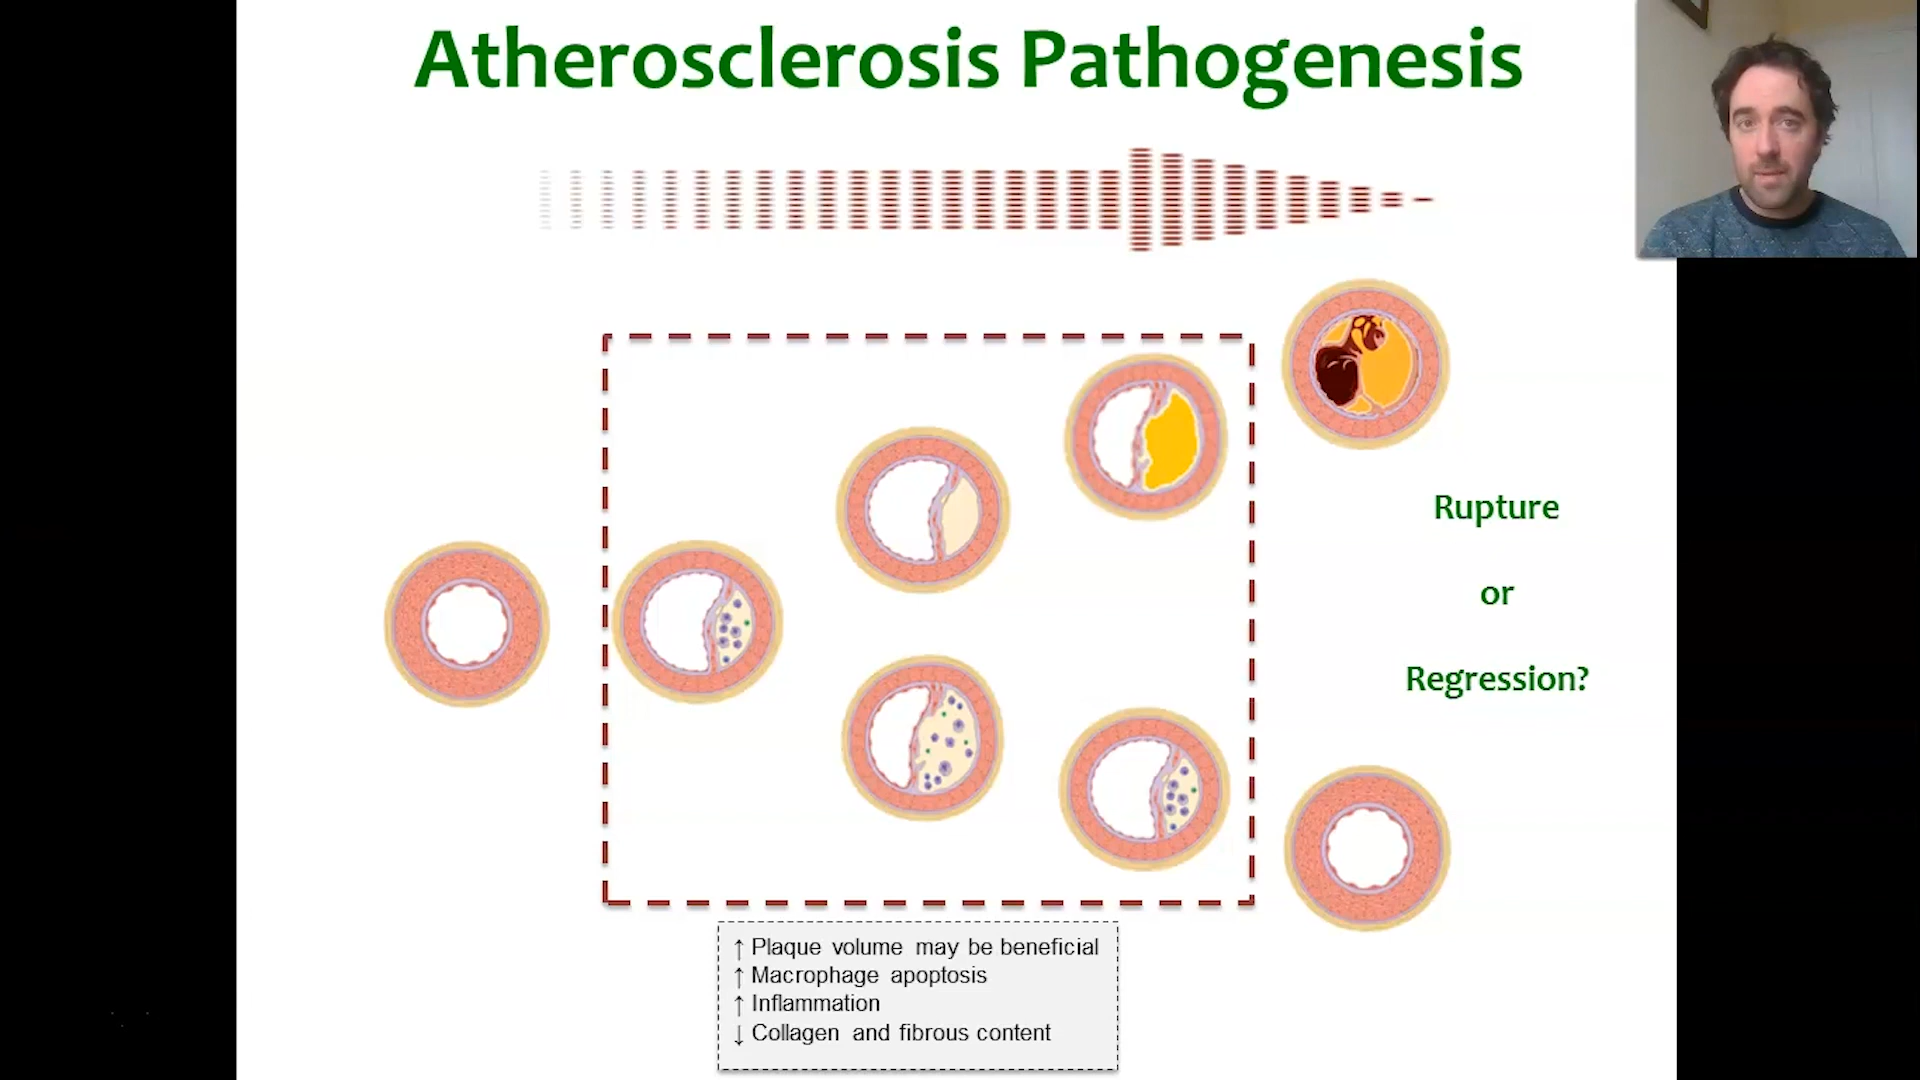 Atherosclerosis Pathogenesis
Rupture
or
Regression?
↑ Plaque volume may be beneficial
↑ Macrophage apoptosis
↑ Inflammation
↓ Collagen and fibrous content